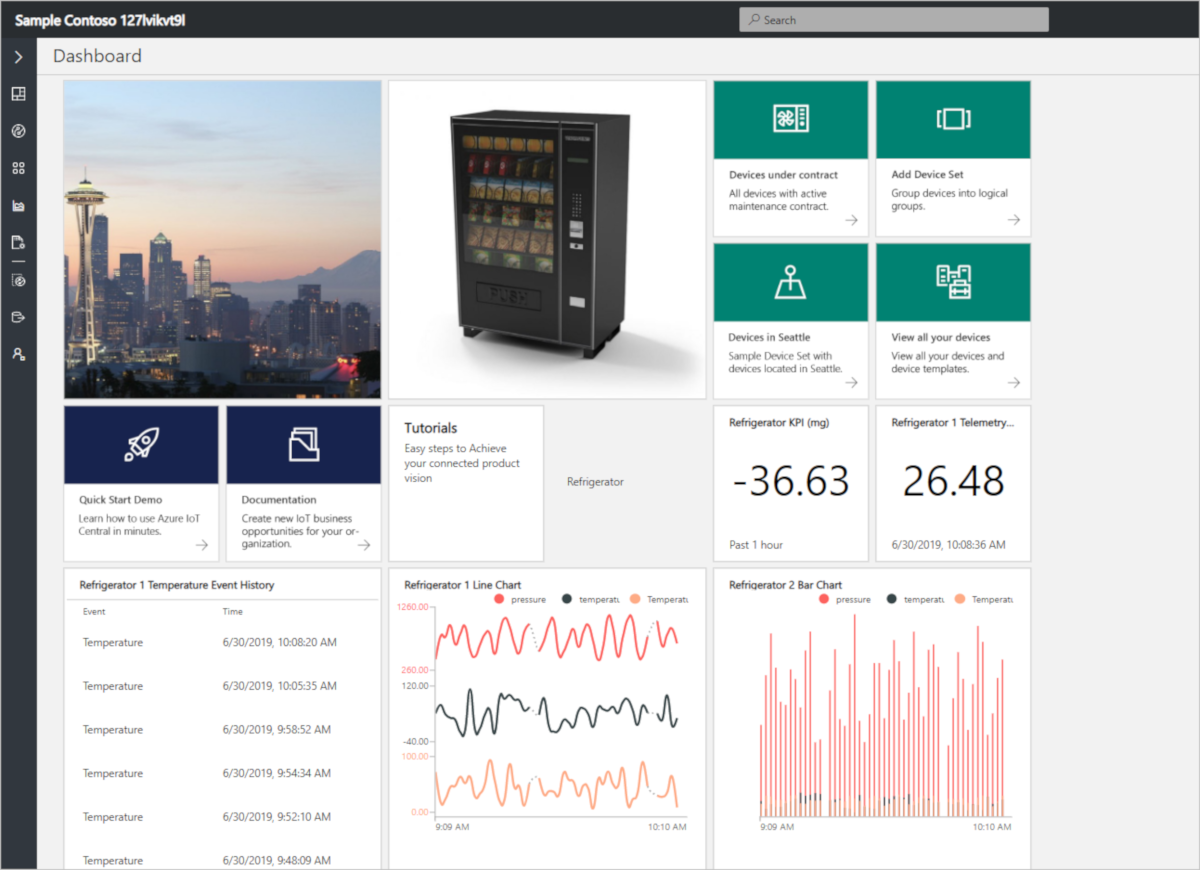 Sample Contoso 127lvikvt9l
Search
Dashboard
PUSH
Devices under contract
All devices with active
maintenance contract.
Add Device Set
Group devices into logical
groups.
Devices in Seattle
Sample Device Set with
devices located in Seattle.
View all your devices
View all your devices and
device templates.
Quick Start Demo
Learn how to use Azure IoT
Central in minutes.
Documentation
Create new IoT business
opportunities for your or-
ganization.
Tutorials
Easy steps to Achieve
your connected product
vision
Refrigerator
Refrigerator KPI (mg)
-36.63
Past 1 hour
Refrigerator 1 Telemetry...
26.48
6/30/2019, 10:08:36 AM
Refrigerator 1 Temperature Event History
Event Time
Temperature 6/30/2019, 10:08:20 AM
Temperature 6/30/2019, 10:05:35 AM
Temperature 6/30/2019, 9:58:52 AM
Temperature 6/30/2019, 9:54:34 AM
Temperature 6/30/2019, 9:52:10 AM
Temperature 6/30/2019, 9:48:09 AM
Refrigerator 1 Line Chart
pressure temperatu Temperatu
1260.00
260.00
120.00
-40.00
100.00
0.00
9:09 AM 10:10 AM
Refrigerator 2 Bar Chart
pressure temperatu Temperatu
9:09 AM 10:10 AM